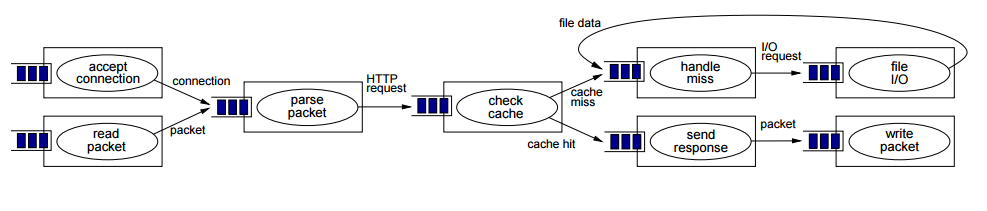 file data
accept
connection
connection
read
packet
packet
parse
packet
HTTP
request
check
cache
cache
miss
cache hit
handle
miss
I/O
request
file
I/O
send
response
packet
write
packet